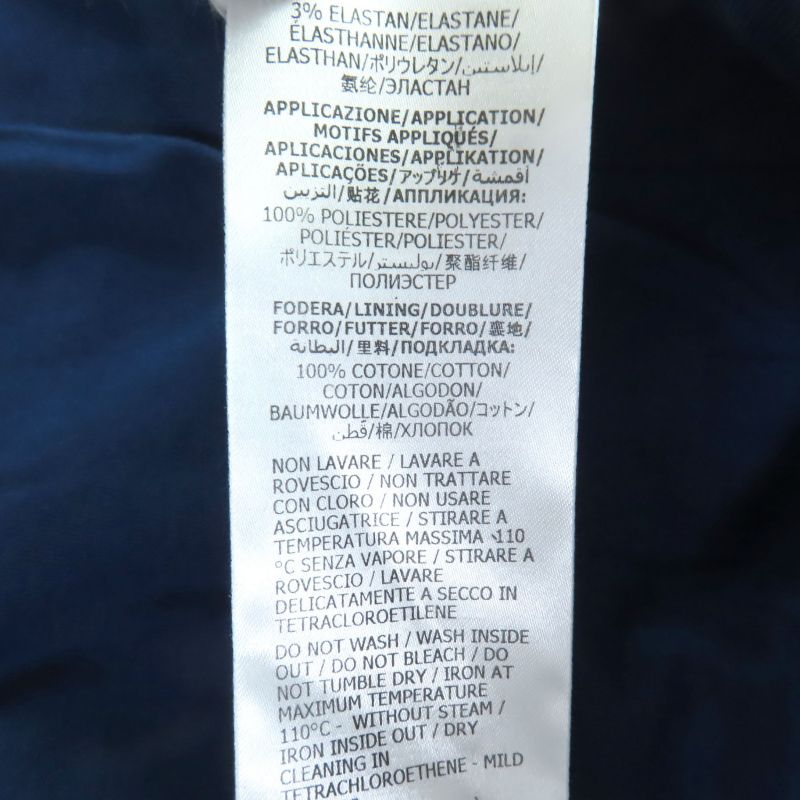 3% ELASTAN/ELASTANE/
ÉLASTHANNE/ELASTANO/
ELASTHAN/ポリウレタン/إيلاستين/
氨纶/ЭЛАСТАН
APPLICAZIONE/APPLICATION/
MOTIFS APPLIQUÉS/
APLICACIONES/APPLIKATION/
APLICAÇÕES/アップリケ/أقمشة
التزيين/贴花/АППЛИКАЦИЯ:
100% POLIESTERE/POLYESTER/
POLIÉSTER/POLIESTER/
ポリエステル/بوليستر/聚酯纤维/
ПОЛИЭСТЕР
FODERA/LINING/DOUBLURE/
FORRO/FUTTER/FORRO/裏地/
البطانة/里料/ПОДКЛАДКА:
100% COTONE/COTTON/
COTON/ALGODON/
BAUMWOLLE/ALGODÃO/コットン/
قطن/棉/ХЛОПОК
NON LAVARE / LAVARE A
ROVESCIO / NON TRATTARE
CON CLORO / NON USARE
ASCIUGATRICE / STIRARE A
TEMPERATURA MASSIMA -110
°C SENZA VAPORE / STIRARE A
ROVESCIO / LAVARE
DELICATAMENTE A SECCO IN
TETRACLOROETILENE
DO NOT WASH / WASH INSIDE
OUT / DO NOT BLEACH / DO
NOT TUMBLE DRY / IRON AT
MAXIMUM TEMPERATURE
110°C - WITHOUT STEAM /
IRON INSIDE OUT / DRY
CLEANING IN
TETRACHLOROETHENE - MILD